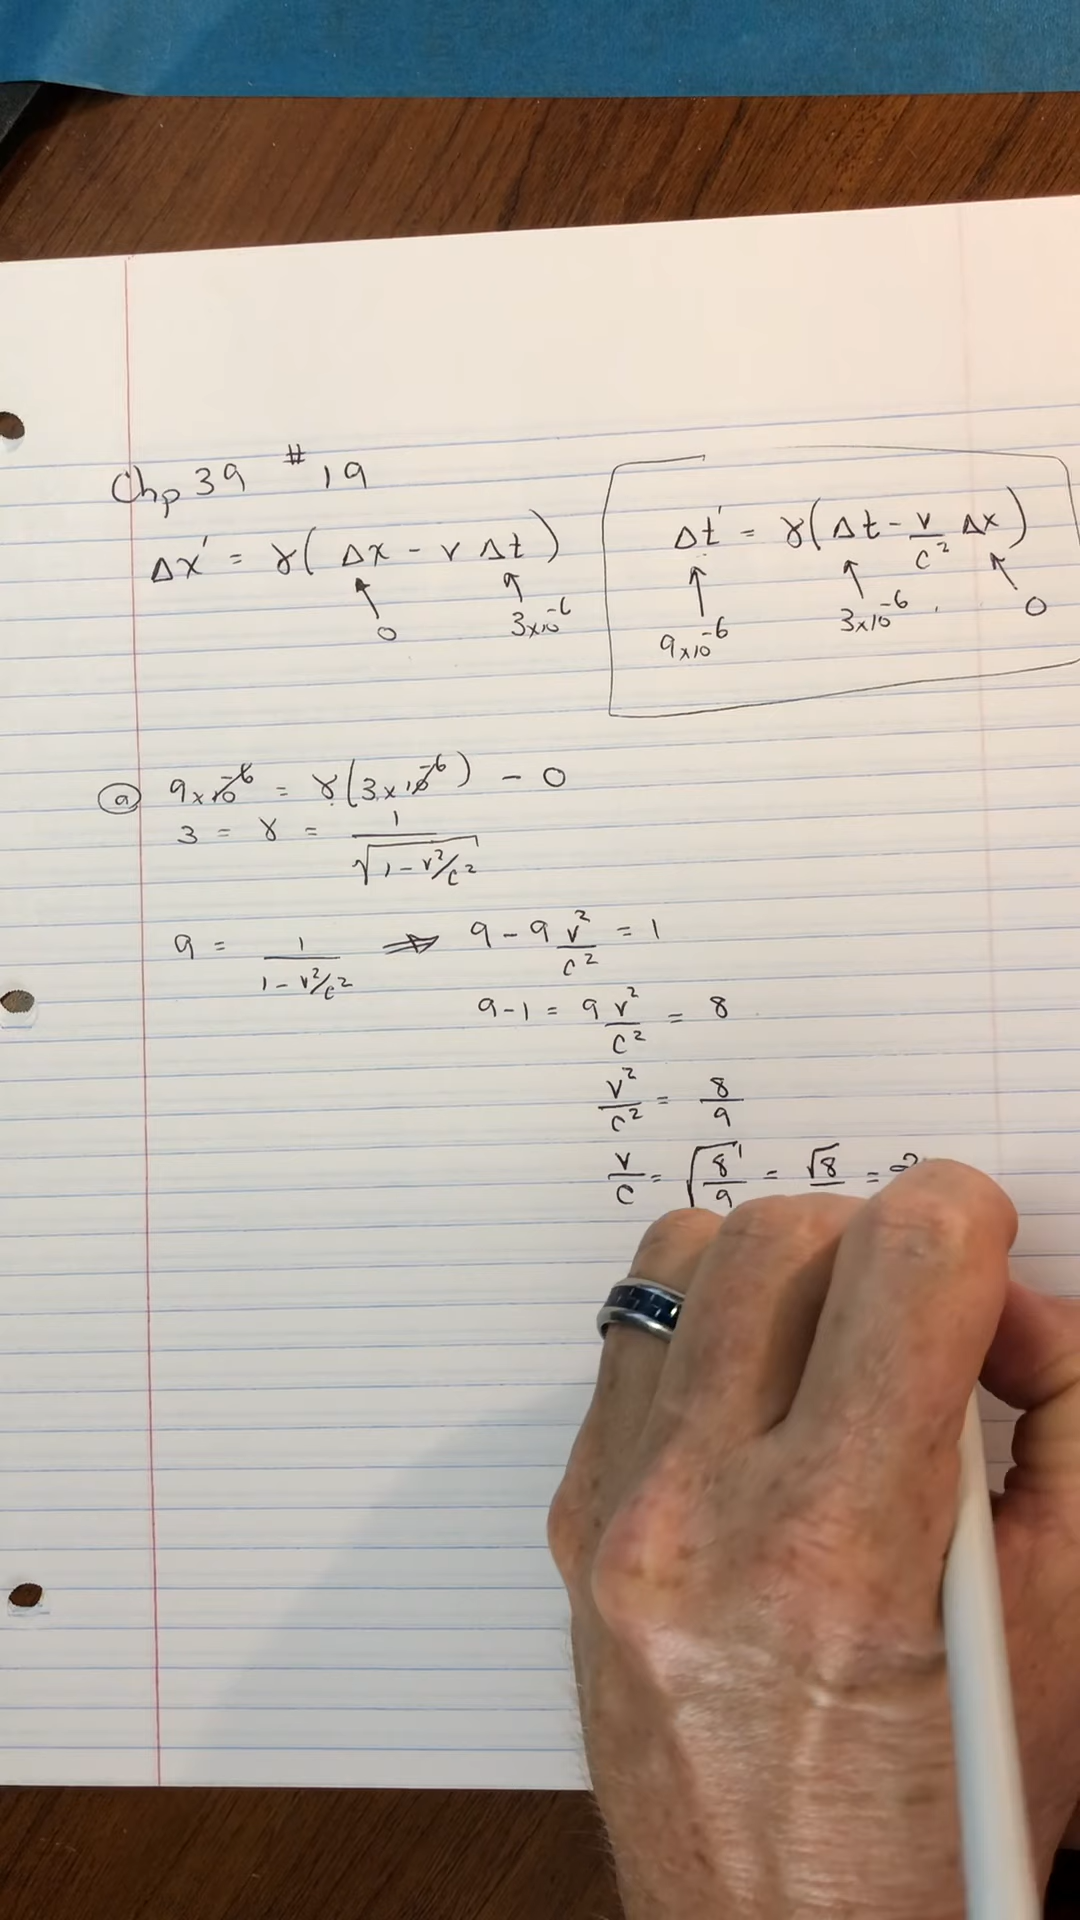 Chp 39 # 19
Δx' = γ( Δx - v Δt )
0
3x10^-6
Δt' = γ(Δt - v/c² Δx)
9x10^-6
3x10^-6
0
a 9x10^-6 = γ(3x10^-6) - 0
3 = γ = 1/√(1-v²/c²)
9 = 1/(1-v²/c²) ⇒ 9 - 9 v²/c² = 1
9-1 = 9 v²/c² = 8
v²/c² = 8/9
v/c = √(8/9) = √8 = 2